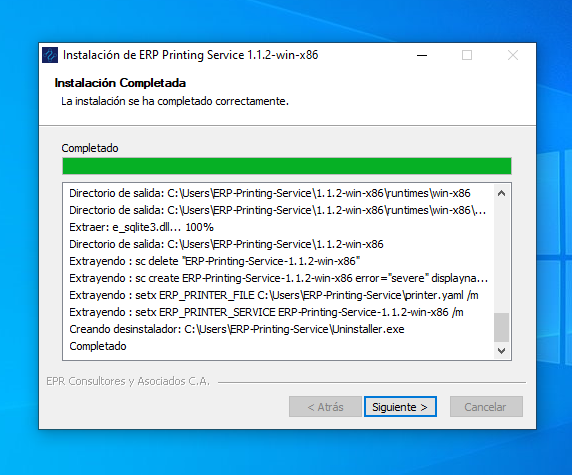 Instalación de ERP Printing Service 1.1.2-win-x86
Instalación Completada
La instalación se ha completado correctamente.
Completado
Directorio de salida: C:\Users\ERP-Printing-Service\1.1.2-win-x86\runtimes\win-x86
Directorio de salida: C:\Users\ERP-Printing-Service\1.1.2-win-x86\runtimes\win-x86\...
Extraer: e_sqlite3.dll... 100%
Directorio de salida: C:\Users\ERP-Printing-Service\1.1.2-win-x86
Extrayendo : sc delete "ERP-Printing-Service-1.1.2-win-x86"
Extrayendo : sc create ERP-Printing-Service-1.1.2-win-x86 error="severe" displayna...
Extrayendo : setx ERP_PRINTER_FILE C:\Users\ERP-Printing-Service\printer.yaml /m
Extrayendo : setx ERP_PRINTER_SERVICE ERP-Printing-Service-1.1.2-win-x86 /m
Creando desinstalador: C:\Users\ERP-Printing-Service\Uninstaller.exe
Completado
EPR Consultores y Asociados C.A.
< Atrás
Siguiente >
Cancelar